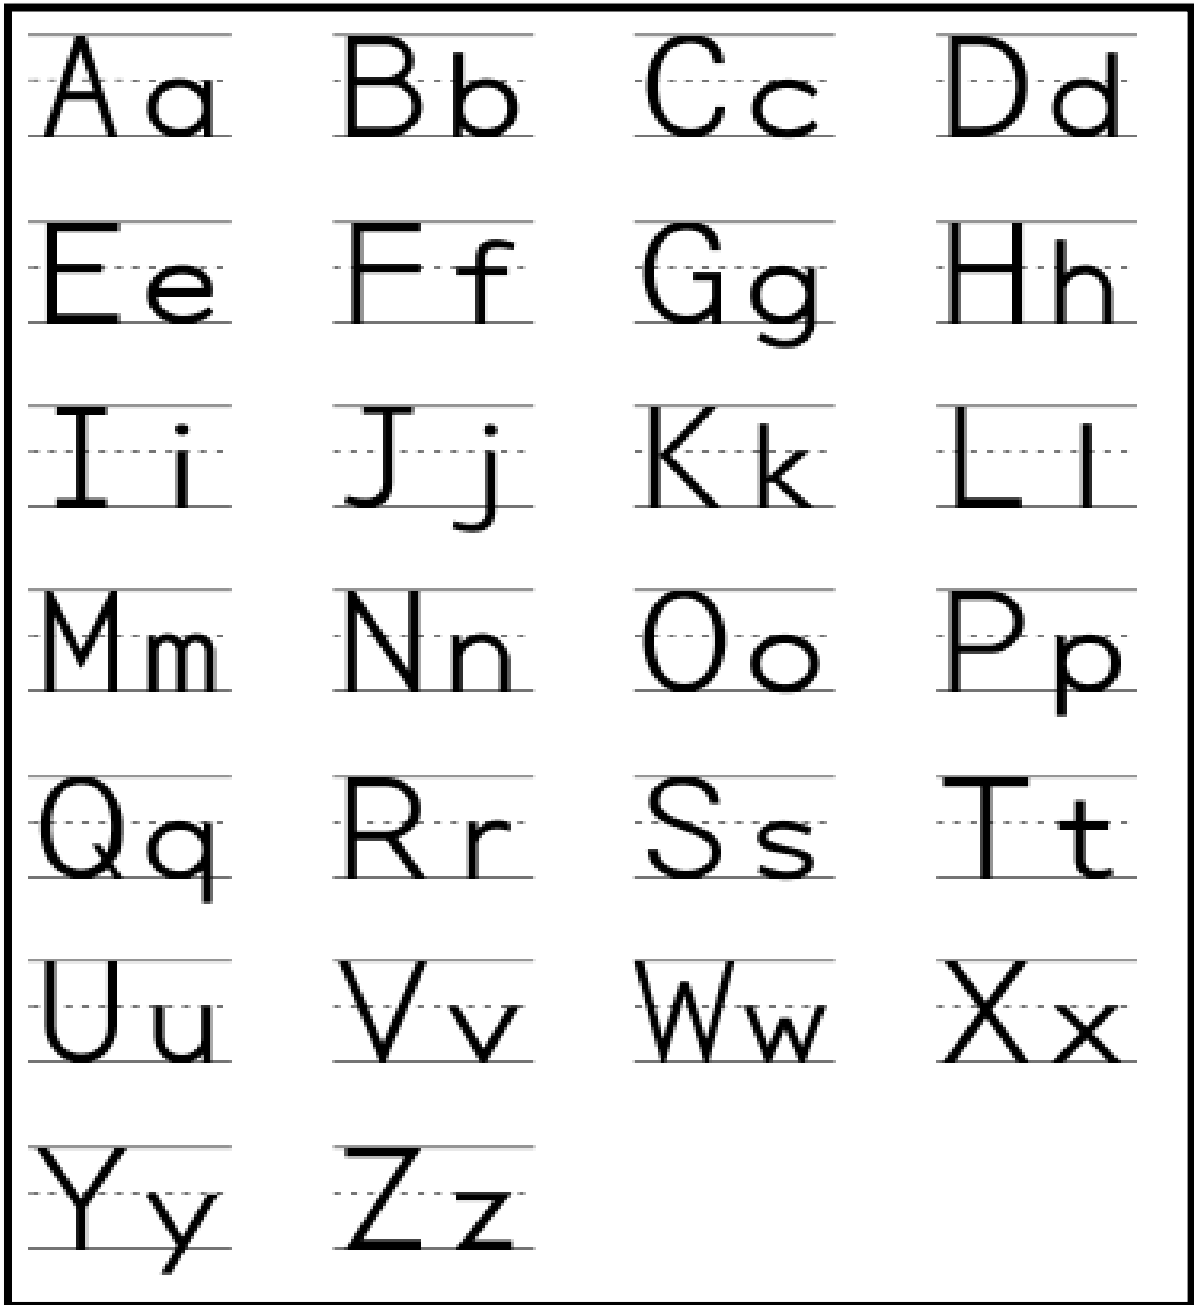 Aa Bb Cc Dd
Ee Ff Gg Hh
Ii Jj Kk Ll
Mm Nn Oo Pp
Qq Rr Ss Tt
Uu Vv Ww Xx
Yy Zz